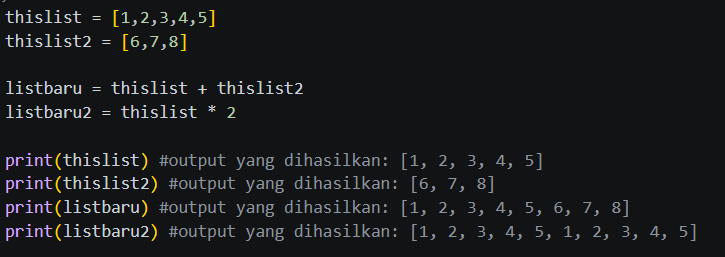 thislist = [1,2,3,4,5]
thislist2 = [6,7,8]
listbaru = thislist + thislist2
listbaru2 = thislist * 2
print(thislist) #output yang dihasilkan: [1, 2, 3, 4, 5]
print(thislist2) #output yang dihasilkan: [6, 7, 8]
print(listbaru) #output yang dihasilkan: [1, 2, 3, 4, 5, 6, 7, 8]
print(listbaru2) #output yang dihasilkan: [1, 2, 3, 4, 5, 1, 2, 3, 4, 5]